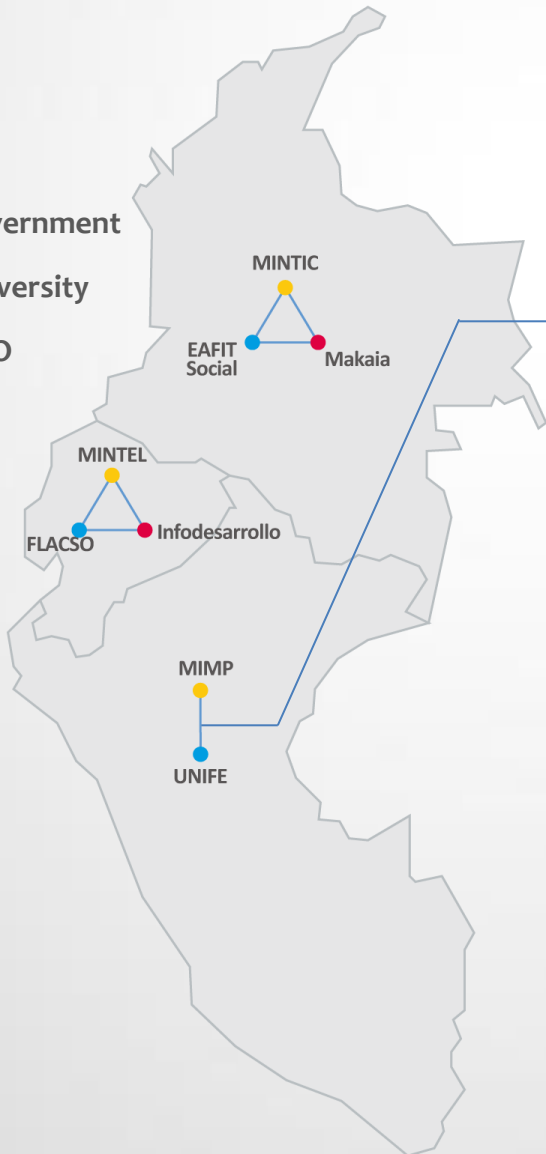 vernment
MINTIC
versity
EAFIT
Social
Makaia
MINTEL
FLACSO
Infodesarrollo
MIMP
UNIFE